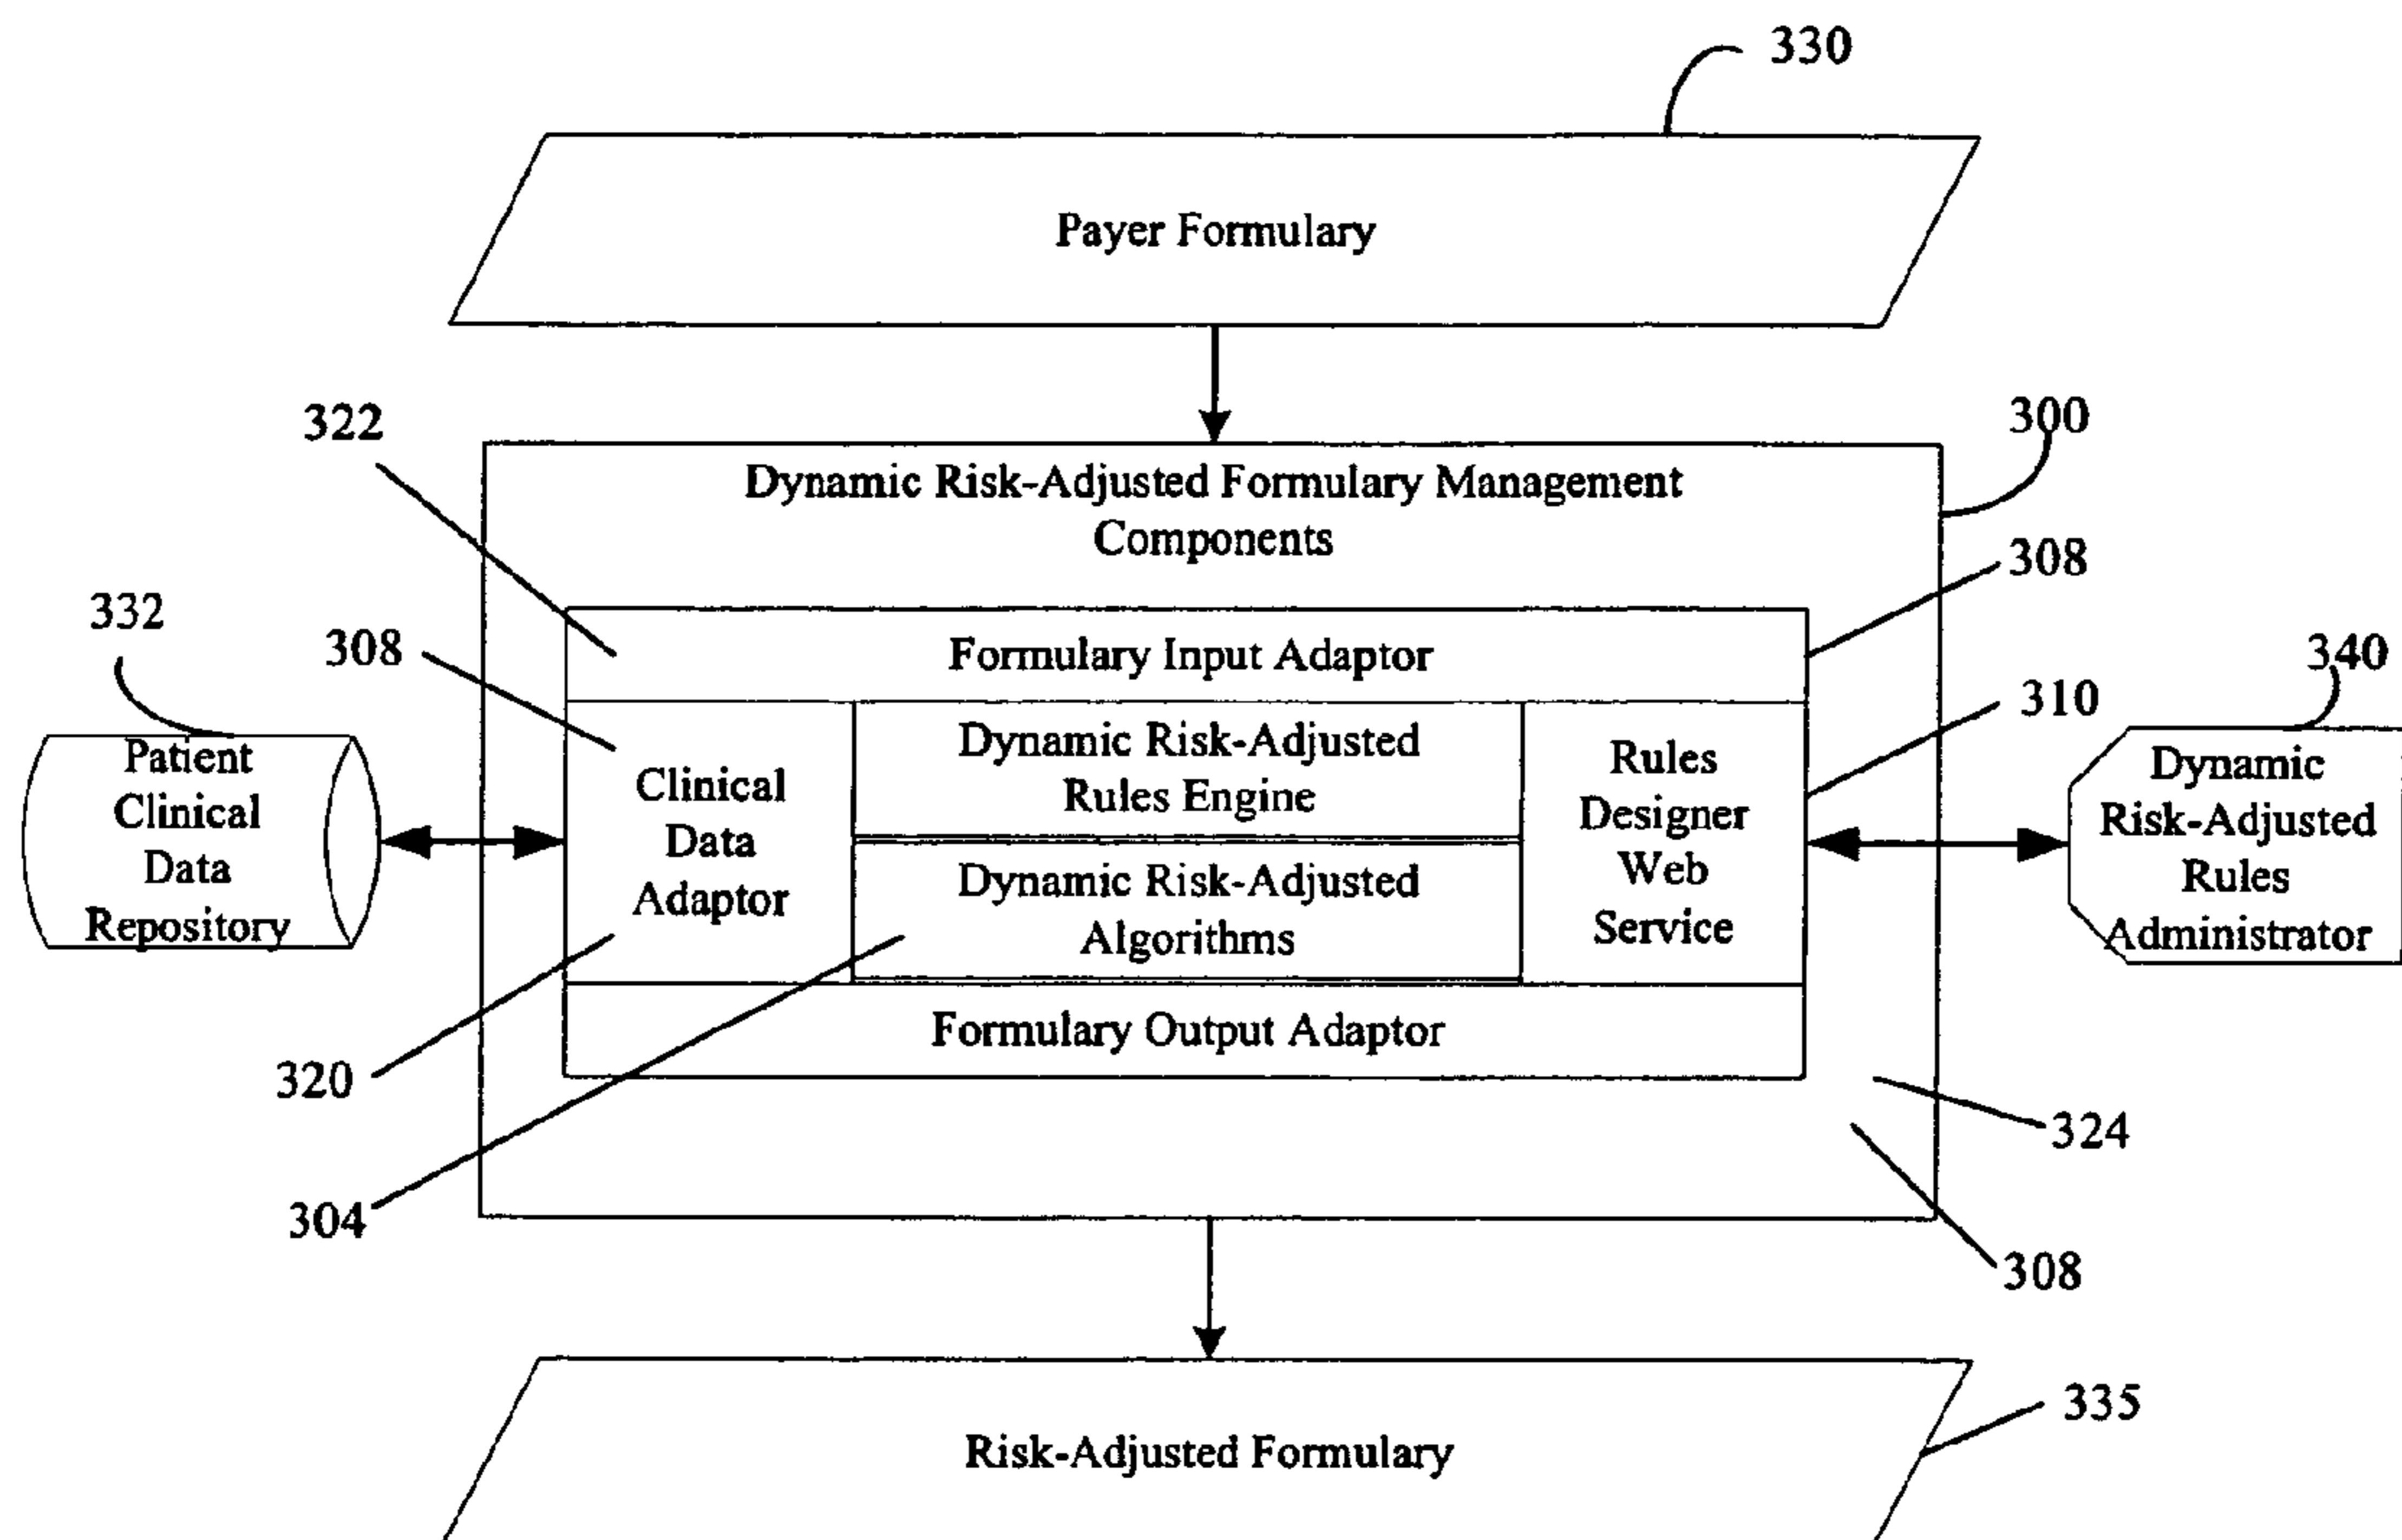 330
Payer Formulary
322
300
Dynamic Risk-Adjusted Formulary Management
Components
308
332
308
Formulary Input Adaptor
340
310
Patient
Clinical
Data
Repository
Clinical
Data
Adaptor
Dynamic Risk-Adjusted
Rules Engine
Dynamic Risk-Adjusted
Algorithms
Rules
Designer
Web
Service
Dynamic
Risk-Adjusted
Rules
Administrator
Formulary Output Adaptor
320
324
304
308
335
Risk-Adjusted Formulary